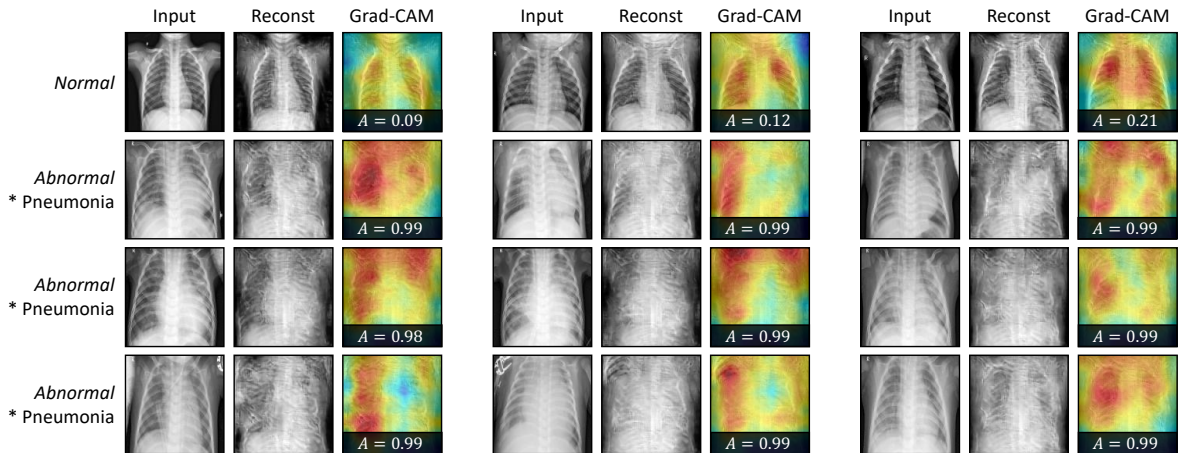 Input Reconst Grad-CAM Input Reconst Grad-CAM Input Reconst Grad-CAM
Normal
A = 0.09 A = 0.12 A = 0.21
Abnormal
* Pneumonia
A = 0.99 A = 0.99 A = 0.99
Abnormal
* Pneumonia
A = 0.98 A = 0.99 A = 0.99
Abnormal
* Pneumonia
A = 0.99 A = 0.99 A = 0.99